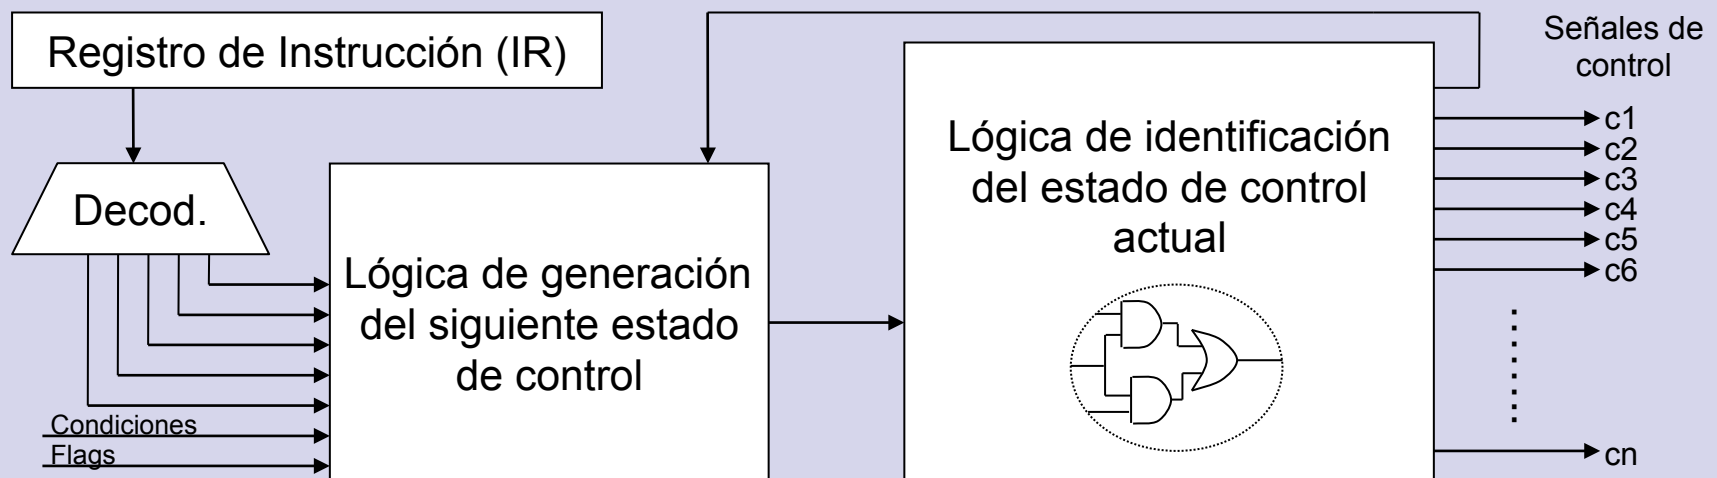 Registro de Instrucción (IR)
Decod.
Condiciones
Flags
Lógica de generación
del siguiente estado
de control
Lógica de identificación
del estado de control
actual
Señales de
control
c1
c2
c3
c4
c5
c6
cn